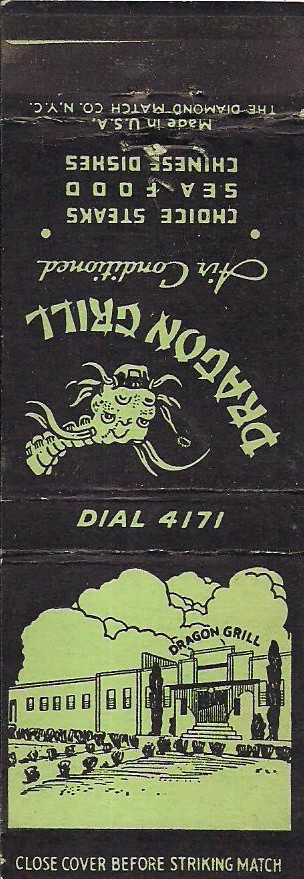 THE DIAMOND MATCH CO. N.Y.C.
Made in U.S.A.
CHINESE DISHES
SEA FOOD
CHOICE STEAKS
Air Conditioned
DRAGON GRILL
DIAL 4171
DRAGON GRILL
CLOSE COVER BEFORE STRIKING MATCH